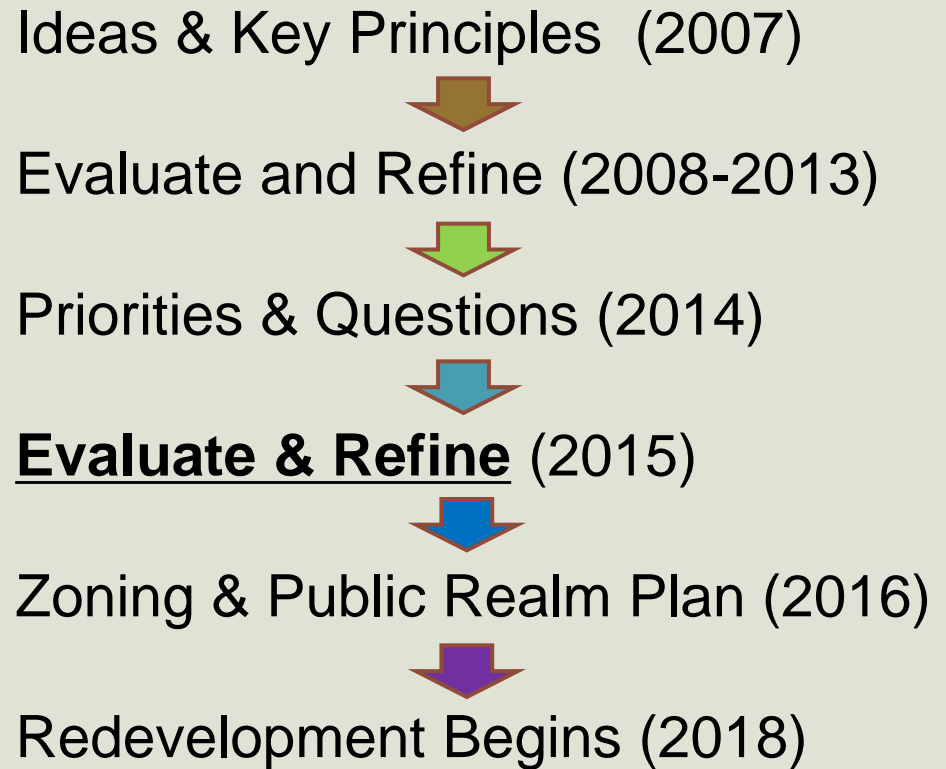 Ideas & Key Principles  (2007)
Evaluate and Refine (2008-2013)
Priorities & Questions (2014)
Evaluate & Refine (2015)
Zoning & Public Realm Plan (2016)
Redevelopment Begins (2018)